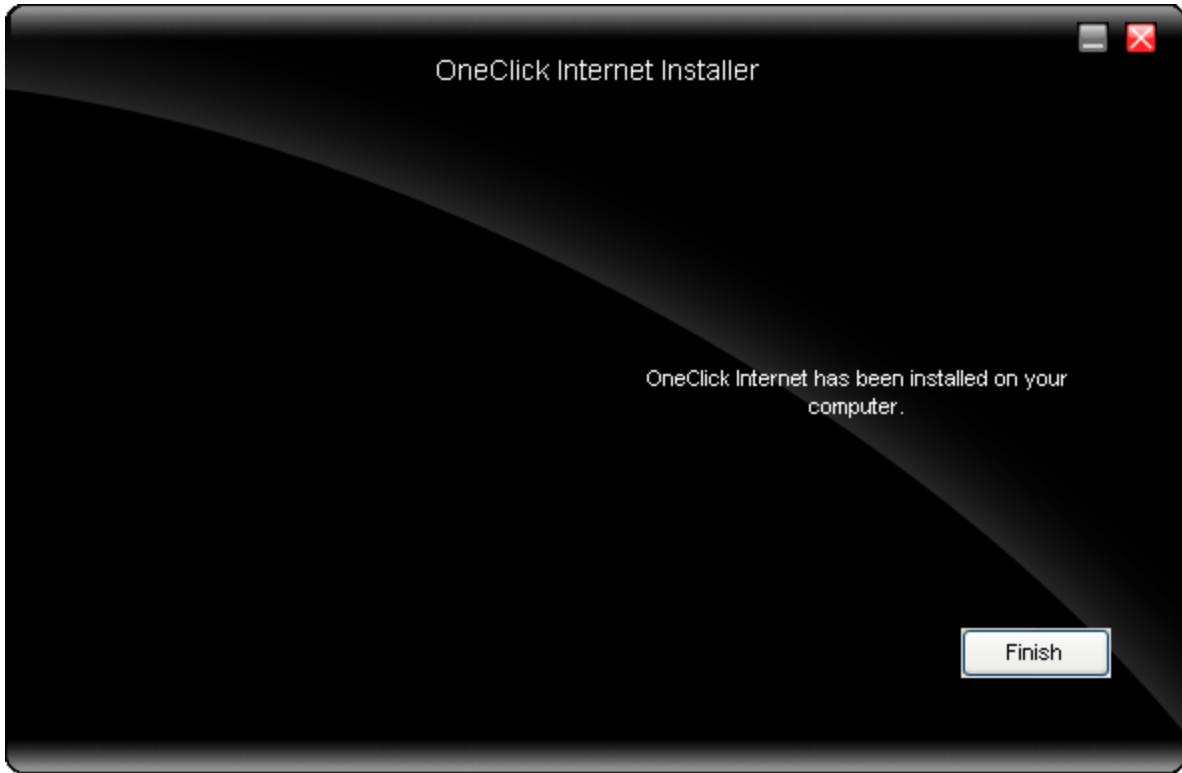 OneClick Internet Installer
OneClick Internet has been installed on your
computer.
Finish